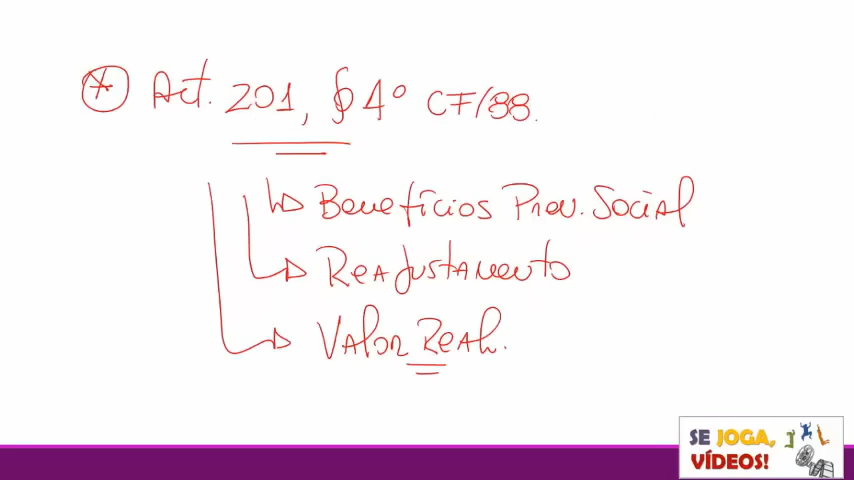 * Art. 201, § 4º CF/88.
Benefícios Prev. Social
Reajustamento
Valor Real.
SE JOGA,
VÍDEOS!